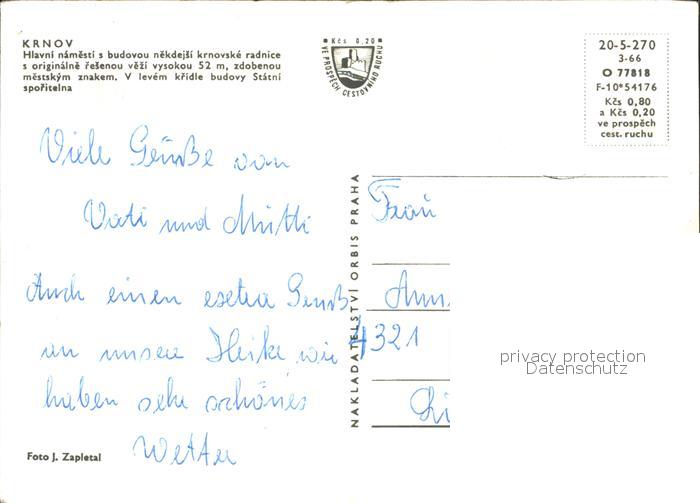 KRNOV
Hlavní náměstí s budovou někdejší krnovské radnice
s originálně řešenou věží vysokou 52 m, zdobenou
městským znakem. V levém křídle budovy Státní
spořitelna
Kčs 0,20
VE PROSPĚCH CESTOVNÍHO RUCHU
20-5-270
3-66
O 77818
F-10*54176
Kčs 0,80
a Kčs 0,20
ve prospěch
cest. ruchu
Viele Grüße von
Vati und Mutti
Auch einen extra Gruß
an unsere Heike wir
haben sehr schönes
Wetter
NAKLADATELSTVÍ ORBIS PRAHA
Frau
4321
privacy protection
Datenschutz
Foto J. Zapletal